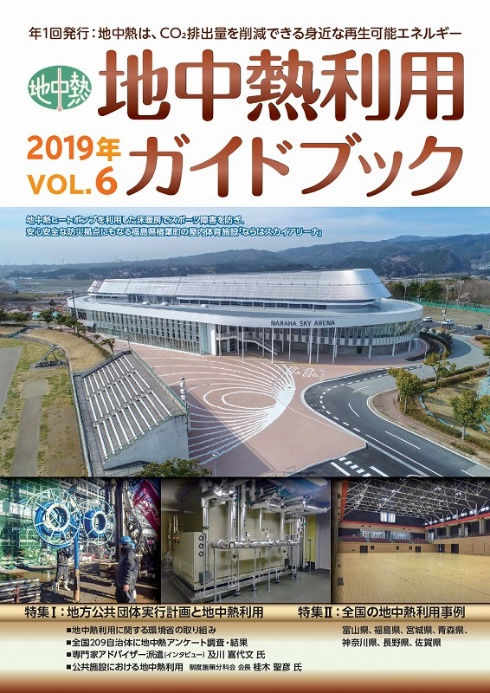 年1回発行：地中熱は、CO₂排出量を削減できる身近な再生可能エネルギー
地中熱
地中熱利用
2019年
VOL.6
ガイドブック
地中熱ヒートポンプを利用した床暖房でスポーツ障害を防ぎ、
安心安全な防災拠点にもなる福島県楢葉町の屋内体育施設「ならはスカイアリーナ」
NARAHA SKY ARENA
特集Ⅰ：地方公共団体実行計画と地中熱利用
■地中熱利用に関する環境省の取り組み
■全国209自治体に地中熱アンケート調査・結果
■専門家アドバイザー派遣（インタビュー）及川 喜代文 氏
■公共施設における地中熱利用 制度施策分科会 会長 桂木 聖彦 氏
特集Ⅱ：全国の地中熱利用事例
富山県、福島県、宮城県、青森県、
神奈川県、長野県、佐賀県